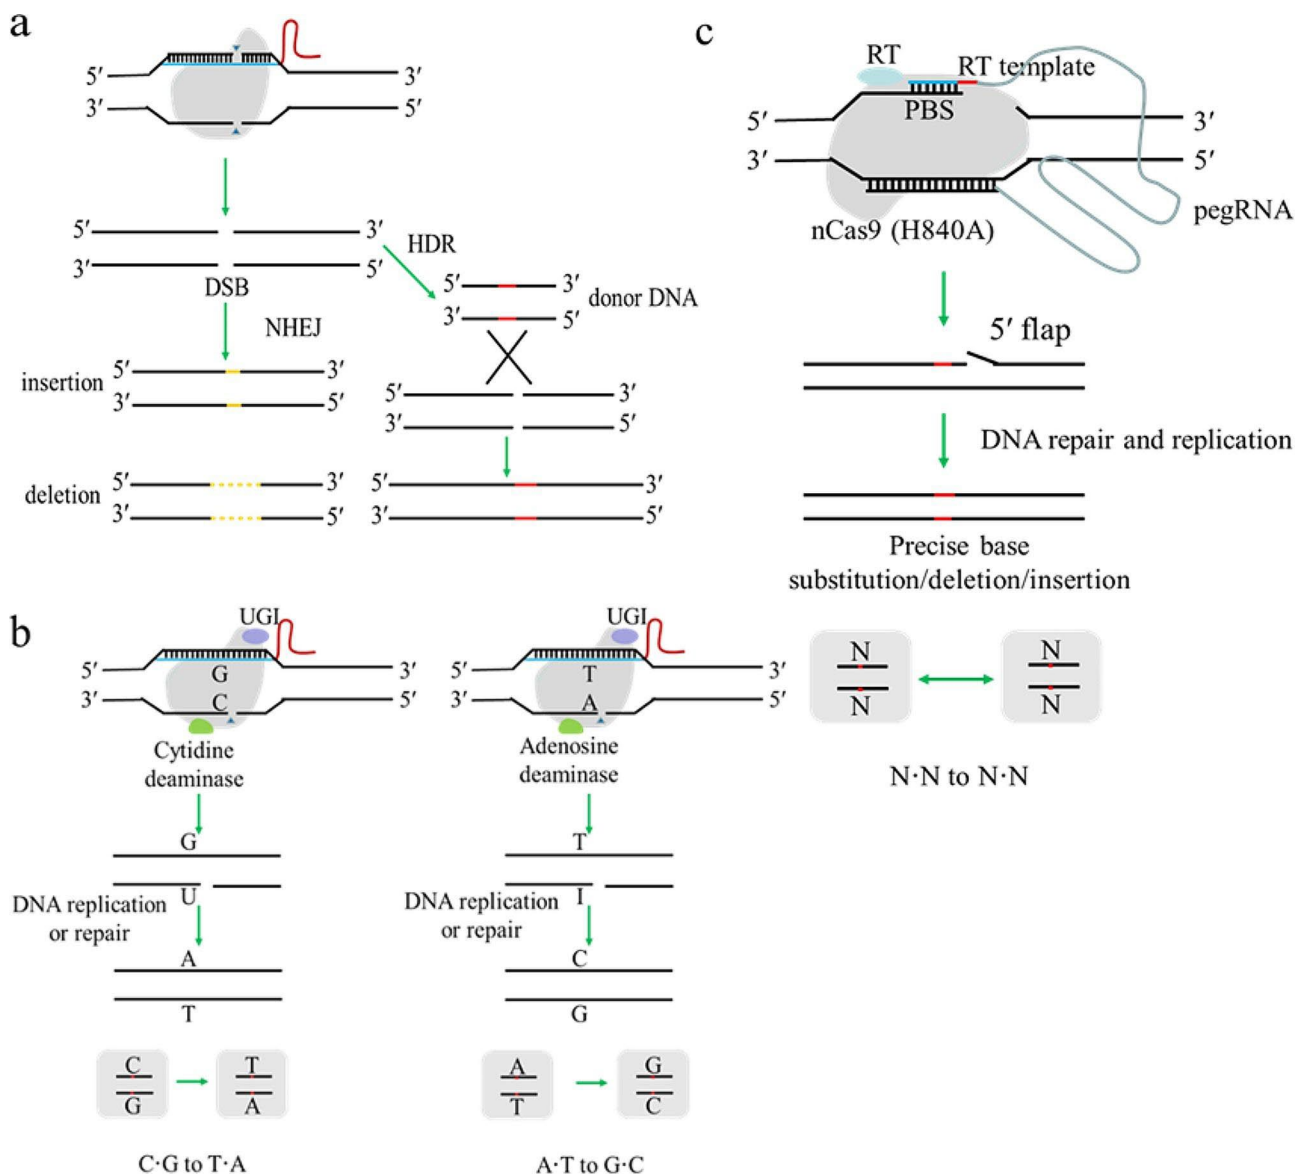 a
5′ 3′
3′ 5′
5′ 3′
3′ 5′
DSB
HDR
5′ 3′
donor DNA
3′ 5′
NHEJ
insertion
5′ 3′
3′ 5′
5′ 3′
3′ 5′
deletion
5′ 3′
3′ 5′
5′ 3′
3′ 5′
c
RT
RT template
PBS
5′ 3′
3′ 5′
pegRNA
nCas9 (H840A)
5′ flap
DNA repair and replication
Precise base
substitution/deletion/insertion
N N
N N
N·N to N·N
b
UGI
5′ 3′
G
3′ 5′
C
Cytidine
deaminase
G
U
DNA replication
or repair
A
T
C T
G A
C·G to T·A
UGI
5′ 3′
T
3′ 5′
A
Adenosine
deaminase
T
I
DNA replication
or repair
C
G
A G
T C
A·T to G·C